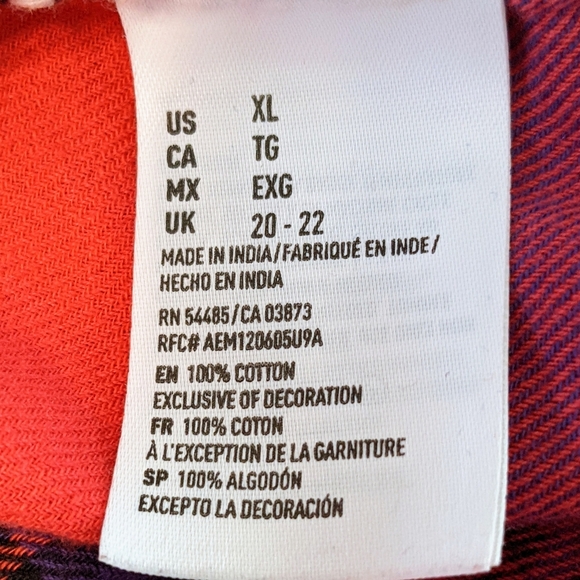 US XL
CA TG
MX EXG
UK 20 - 22
MADE IN INDIA/FABRIQUÉ EN INDE/
HECHO EN INDIA
RN 54485/CA 03873
RFC# AEM120605U9A
EN 100% COTTON
EXCLUSIVE OF DECORATION
FR 100% COTON
À L'EXCEPTION DE LA GARNITURE
SP 100% ALGODÓN
EXCEPTO LA DECORACIÓN